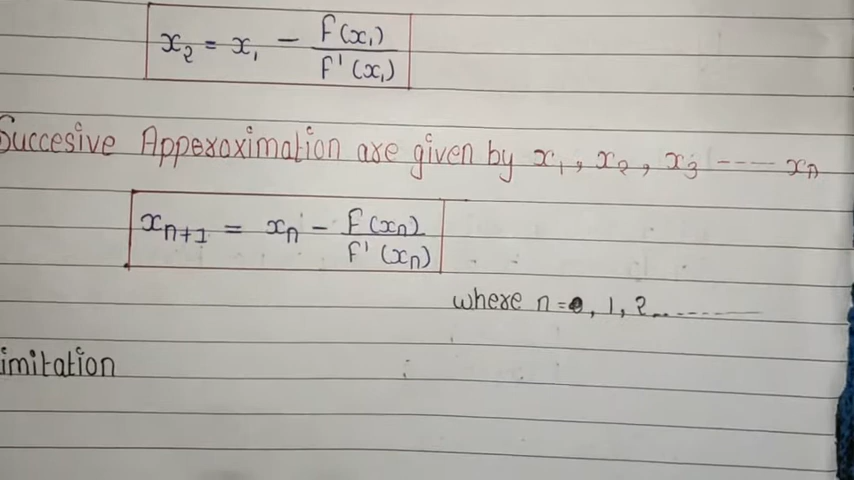 x₂ = x₁ - f(x₁) / f'(x₁)
Succesive Apperoximation are given by x₁, x₂, x₃ ---- xₙ
xₙ₊₁ = xₙ - f(xₙ) / f'(xₙ)
where n = 0, 1, 2 ..--------
imitation